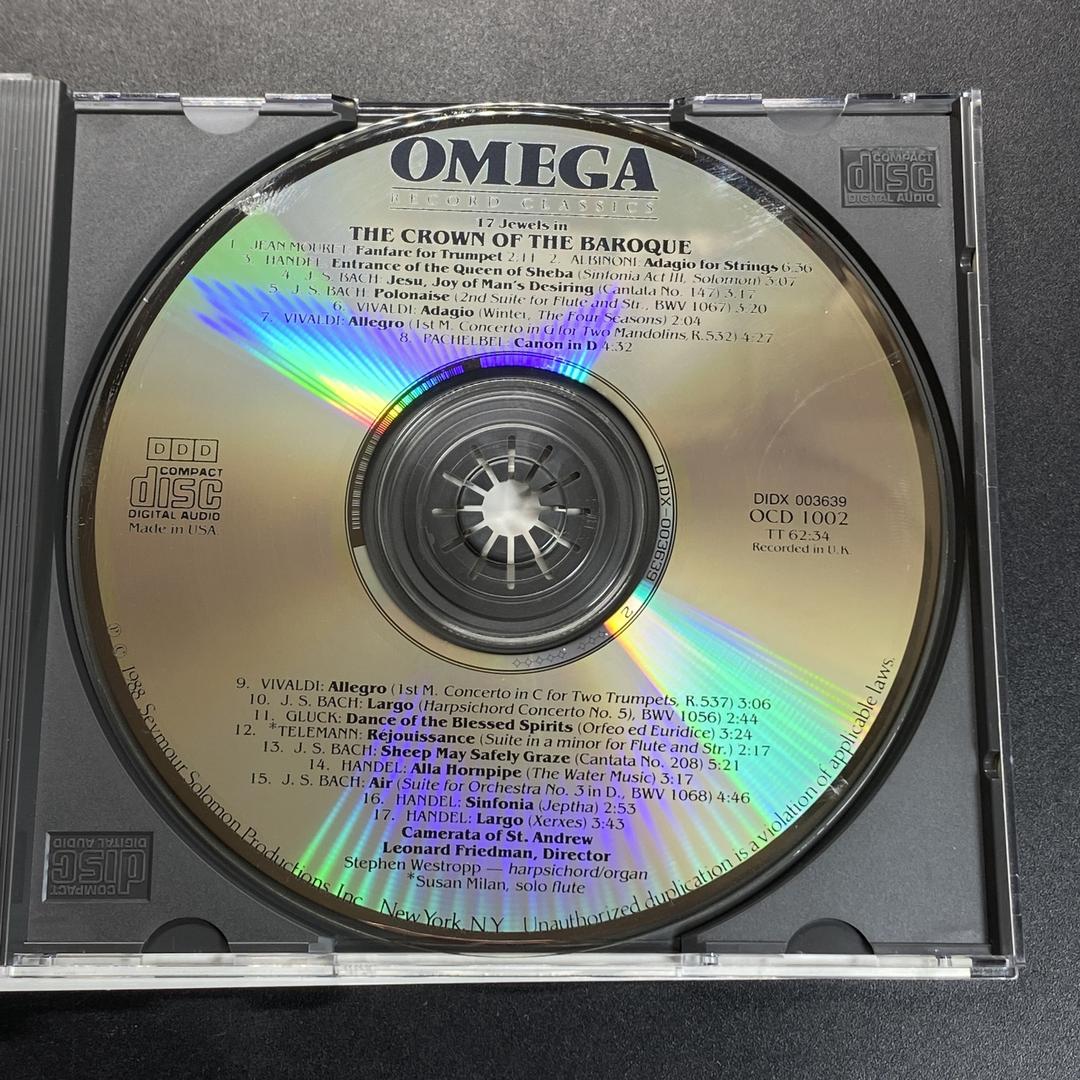 OMEGA
RECORD CLASSICS
17 Jewels in
THE CROWN OF THE BAROQUE
1. JEAN MOURET: Fanfare for Trumpet 2:11 2. ALBINONI: Adagio for Strings 6:36
3. HANDEL: Entrance of the Queen of Sheba (Sinfonia Act III, Solomon) 3:07
4. J. S. BACH: Jesu, Joy of Man's Desiring (Cantata No. 147) 3:17
5. J. S. BACH: Polonaise (2nd Suite for Flute and Str., BWV 1067) 3:20
6. VIVALDI: Adagio (Winter, The Four Seasons) 2:04
7. VIVALDI: Allegro (1st M. Concerto in G for Two Mandolins, R.532) 4:27
8. PACHELBEL: Canon in D 4:32
DDD
COMPACT
disc
DIGITAL AUDIO
Made in USA.
DIDX 003639
OCD 1002
TT 62:34
Recorded in U.K.
DIDX-003639
2
9. VIVALDI: Allegro (1st M. Concerto in C for Two Trumpets, R.537) 3:06
10. J. S. BACH: Largo (Harpsichord Concerto No. 5), BWV 1056) 2:44
11. GLUCK: Dance of the Blessed Spirits (Orfeo ed Euridice) 3:24
12. *TELEMANN: Réjouissance (Suite in a minor for Flute and Str.) 2:17
13. J. S. BACH: Sheep May Safely Graze (Cantata No. 208) 5:21
14. HANDEL: Alla Hornpipe (The Water Music) 3:17
15. J. S. BACH: Air (Suite for Orchestra No. 3 in D., BWV 1068) 4:46
16. HANDEL: Sinfonia (Jeptha) 2:53
17. HANDEL: Largo (Xerxes) 3:43
Camerata of St. Andrew
Leonard Friedman, Director
Stephen Westropp — harpsichord/organ
*Susan Milan, solo flute
℗ © 1988 Seymour Solomon Productions, Inc. New York, N.Y. Unauthorized duplication is a violation of applicable laws.
COMPACT
disc
DIGITAL AUDIO
COMPACT
disc
DIGITAL AUDIO